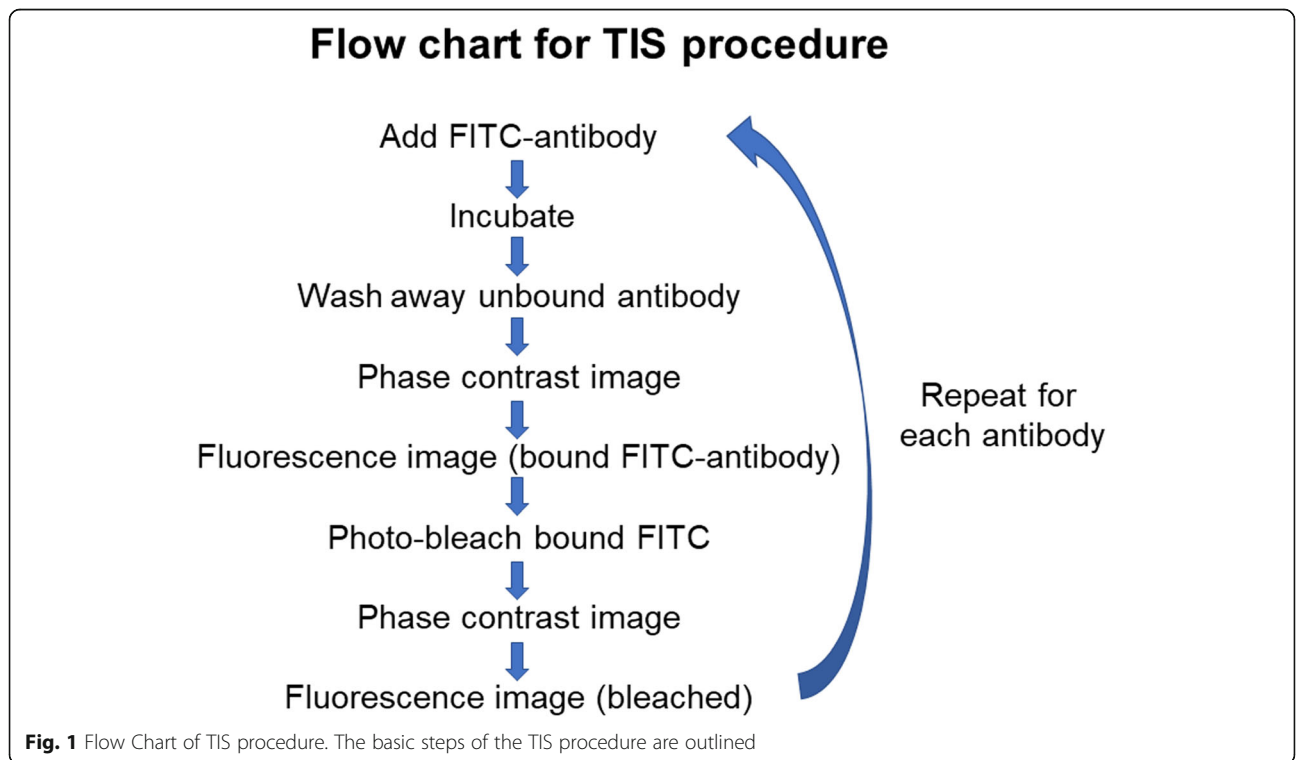 Flow chart for TIS procedure
Add FITC-antibody
Incubate
Wash away unbound antibody
Phase contrast image
Fluorescence image (bound FITC-antibody)
Photo-bleach bound FITC
Phase contrast image
Fluorescence image (bleached)
Repeat for
each antibody
Fig. 1 Flow Chart of TIS procedure. The basic steps of the TIS procedure are outlined